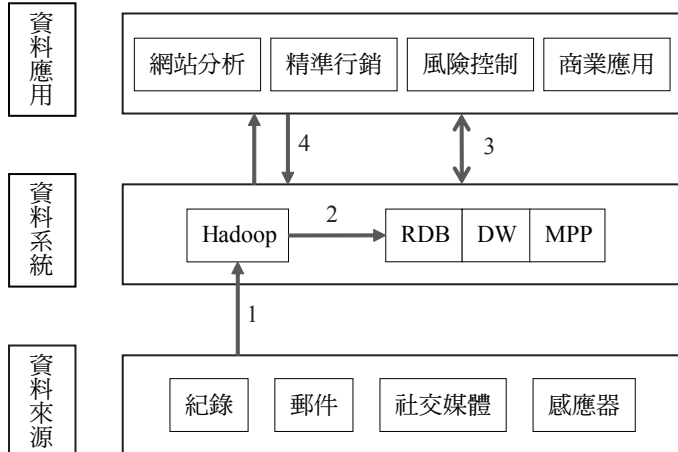 資料應用
網站分析
精準行銷
風險控制
商業應用
4
3
資料系統
Hadoop
2
RDB
DW
MPP
1
資料來源
紀錄
郵件
社交媒體
感應器